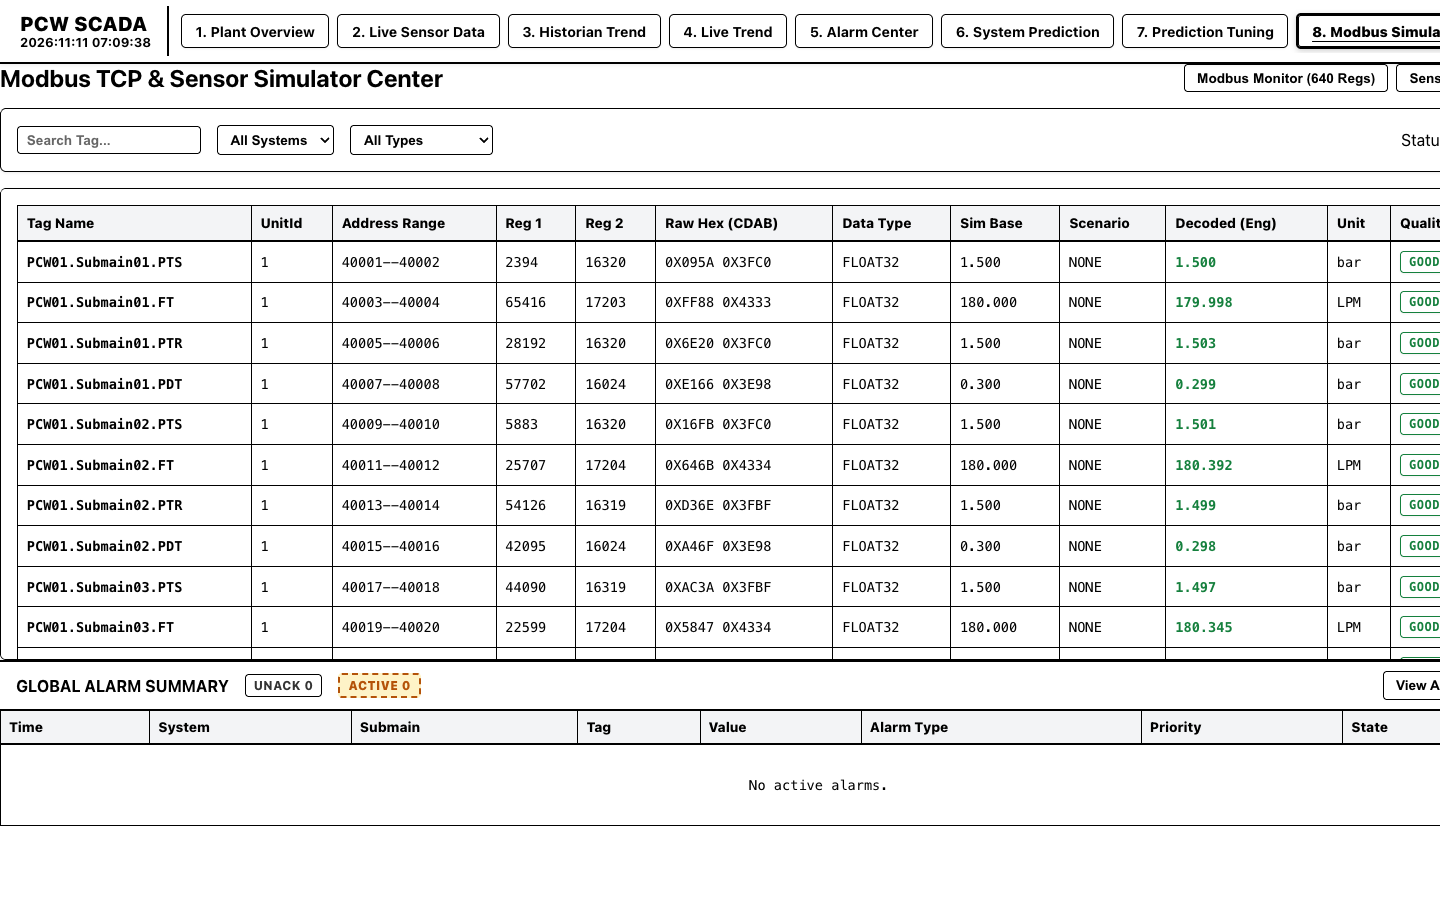 PCW SCADA
2026:11:11 07:09:38
1. Plant Overview
2. Live Sensor Data
3. Historian Trend
4. Live Trend
5. Alarm Center
6. System Prediction
7. Prediction Tuning
8. Modbus Simula
Modbus TCP & Sensor Simulator Center
Modbus Monitor (640 Regs)
Sens
Search Tag...
All Systems
All Types
Statu
Tag Name UnitId Address Range Reg 1 Reg 2 Raw Hex (CDAB) Data Type Sim Base Scenario Decoded (Eng) Unit Qualit
PCW01.Submain01.PTS 1 40001––40002 2394 16320 0X095A 0X3FC0 FLOAT32 1.500 NONE 1.500 bar GOOD
PCW01.Submain01.FT 1 40003––40004 65416 17203 0XFF88 0X4333 FLOAT32 180.000 NONE 179.998 LPM GOOD
PCW01.Submain01.PTR 1 40005––40006 28192 16320 0X6E20 0X3FC0 FLOAT32 1.500 NONE 1.503 bar GOOD
PCW01.Submain01.PDT 1 40007––40008 57702 16024 0XE166 0X3E98 FLOAT32 0.300 NONE 0.299 bar GOOD
PCW01.Submain02.PTS 1 40009––40010 5883 16320 0X16FB 0X3FC0 FLOAT32 1.500 NONE 1.501 bar GOOD
PCW01.Submain02.FT 1 40011––40012 25707 17204 0X646B 0X4334 FLOAT32 180.000 NONE 180.392 LPM GOOD
PCW01.Submain02.PTR 1 40013––40014 54126 16319 0XD36E 0X3FBF FLOAT32 1.500 NONE 1.499 bar GOOD
PCW01.Submain02.PDT 1 40015––40016 42095 16024 0XA46F 0X3E98 FLOAT32 0.300 NONE 0.298 bar GOOD
PCW01.Submain03.PTS 1 40017––40018 44090 16319 0XAC3A 0X3FBF FLOAT32 1.500 NONE 1.497 bar GOOD
PCW01.Submain03.FT 1 40019––40020 22599 17204 0X5847 0X4334 FLOAT32 180.000 NONE 180.345 LPM GOOD
GLOBAL ALARM SUMMARY UNACK 0 ACTIVE 0 View A
Time System Submain Tag Value Alarm Type Priority State
No active alarms.